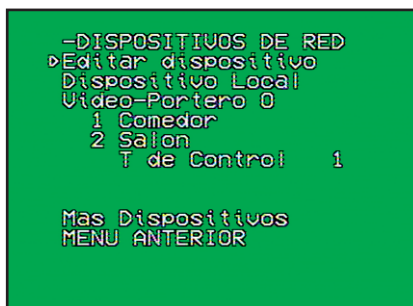 -DISPOSITIVOS DE RED
▷Editar dispositivo
Dispositivo Local
Video-Portero 0
1 Comedor
2 Salon
T de Control 1
Mas Dispositivos
MENU ANTERIOR